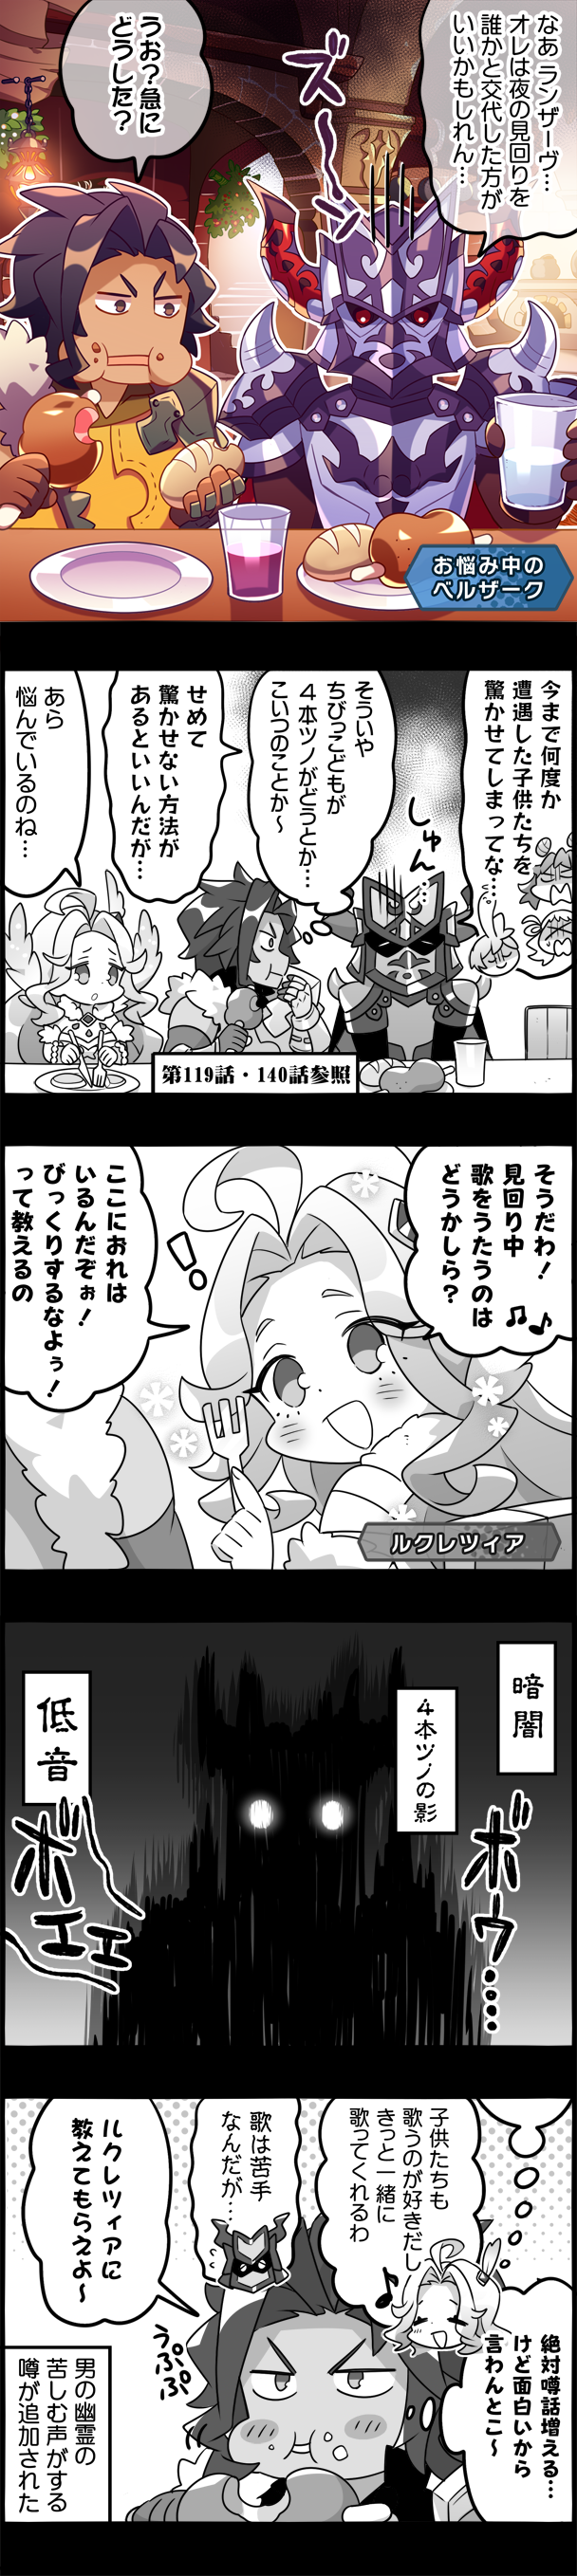 なあランザーヴ…
オレは夜の見回りを
誰かと交代した方が
いいかもしれん…
ズ〜〜ン
うお?急に
どうした?
お悩み中の
ベルザーク
今まで何度か
遭遇した子供たちを
驚かせてしまってな…
しゅん…
そういや
ちびっこどもが
4本ツノがどうとか…
こいつのことか〜
せめて
驚かせない方法が
あるといいんだが…
あら
悩んでいるのね…
第119話・140話参照
そうだわ!
見回り中
歌をうたうのは
どうかしら?
ここにおれは
いるんだぞぉ!
びっくりするなよぅ!
って教えるの
ルクレツィア
暗闇
4本ツノの影
低音
ボウ…
ボエエエ
絶対噂話増える…
けど面白いから
言わんとこ〜
子供たちも
歌うのが好きだし
きっと一緒に
歌ってくれるわ
歌は苦手
なんだが…
ルクレツィアに
教えてもらえよ〜
うぷぷぷ
男の幽霊の
苦しむ声がする
噂が追加された